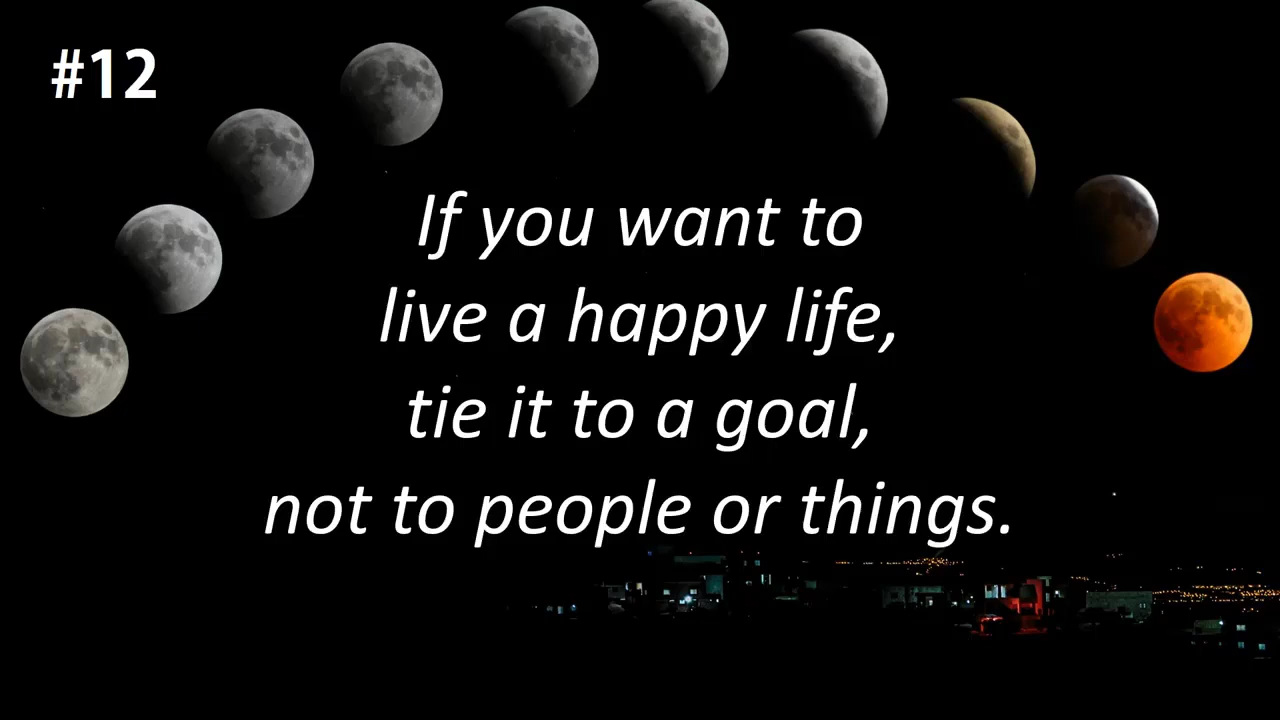 #12
If you want to
live a happy life,
tie it to a goal,
not to people or things.